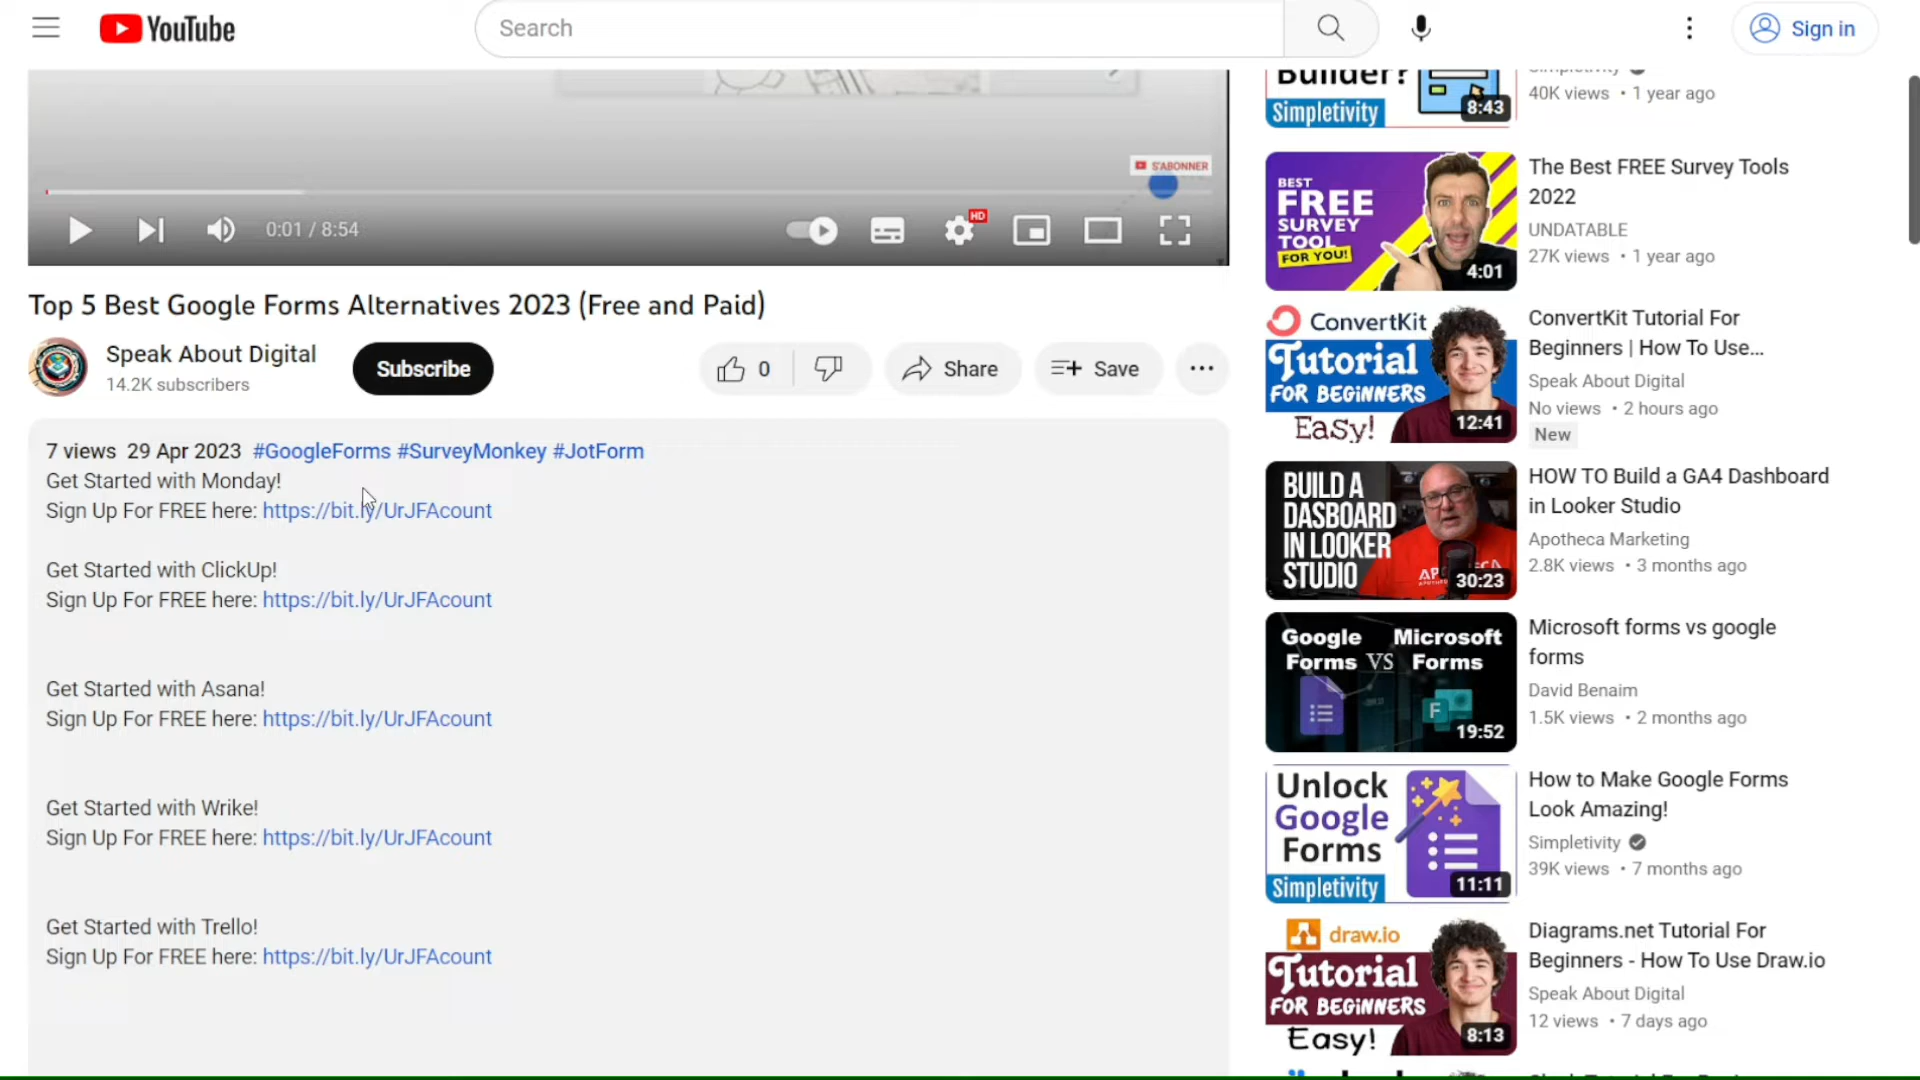 YouTube
Search
Sign in
S'ABONNER
0:01 / 8:54
HD
Top 5 Best Google Forms Alternatives 2023 (Free and Paid)
Speak About Digital
14.2K subscribers
Subscribe
0
Share
Save
7 views 29 Apr 2023 #GoogleForms #SurveyMonkey #JotForm
Get Started with Monday!
Sign Up For FREE here: https://bit.ly/UrJFAcount
Get Started with ClickUp!
Sign Up For FREE here: https://bit.ly/UrJFAcount
Get Started with Asana!
Sign Up For FREE here: https://bit.ly/UrJFAcount
Get Started with Wrike!
Sign Up For FREE here: https://bit.ly/UrJFAcount
Get Started with Trello!
Sign Up For FREE here: https://bit.ly/UrJFAcount
Builder?
Simpletivity
8:43
Simpletivity
40K views • 1 year ago
BEST
FREE
SURVEY
TOOL
FOR YOU!
4:01
The Best FREE Survey Tools
2022
UNDATABLE
27K views • 1 year ago
ConvertKit
Tutorial
FOR BEGINNERS
Easy!
12:41
ConvertKit Tutorial For
Beginners | How To Use...
Speak About Digital
No views • 2 hours ago
New
BUILD A
DASBOARD
IN LOOKER
STUDIO
30:23
HOW TO Build a GA4 Dashboard
in Looker Studio
Apotheca Marketing
2.8K views • 3 months ago
Google Microsoft
Forms VS Forms
F
19:52
Microsoft forms vs google
forms
David Benaim
1.5K views • 2 months ago
Unlock
Google
Forms
Simpletivity
11:11
How to Make Google Forms
Look Amazing!
Simpletivity
39K views • 7 months ago
draw.io
Tutorial
FOR BEGINNERS
Easy!
8:13
Diagrams.net Tutorial For
Beginners - How To Use Draw.io
Speak About Digital
12 views • 7 days ago